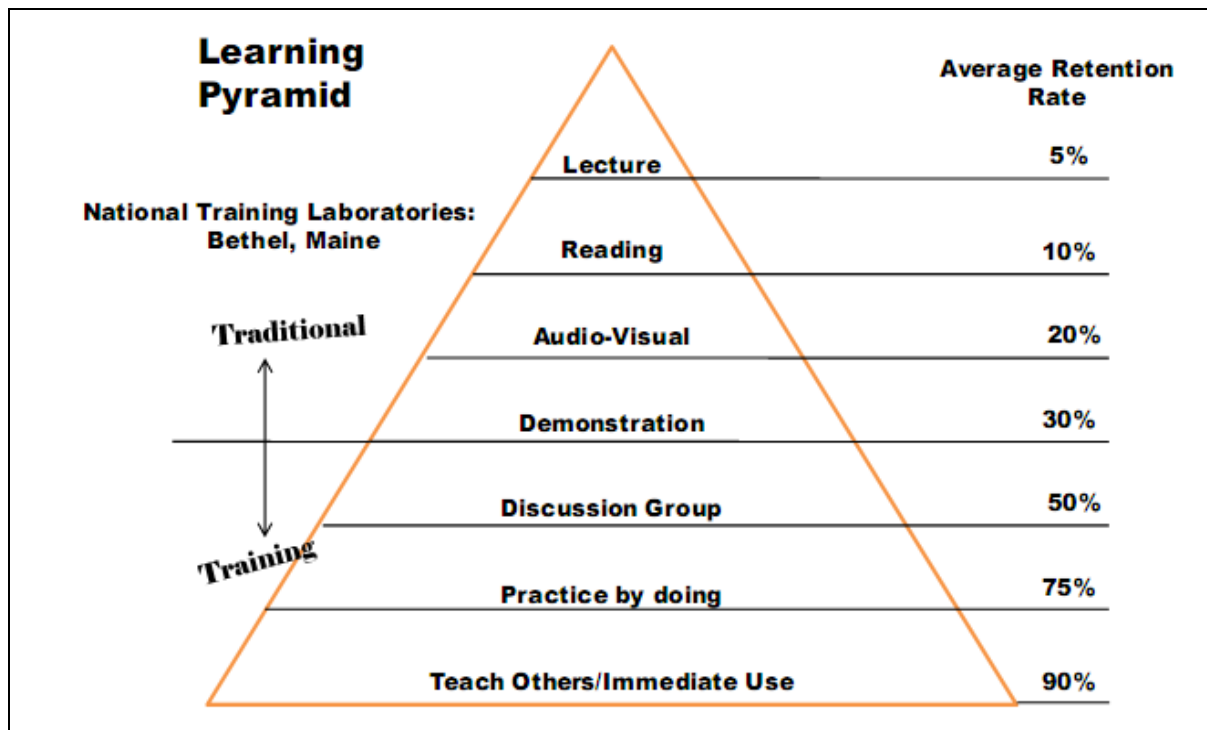 Learning
Pyramid
Average Retention
Rate
Lecture
5%
National Training Laboratories:
Bethel, Maine
Reading
10%
Traditional
Audio-Visual
20%
Demonstration
30%
Discussion Group
50%
Training
Practice by doing
75%
Teach Others/Immediate Use
90%